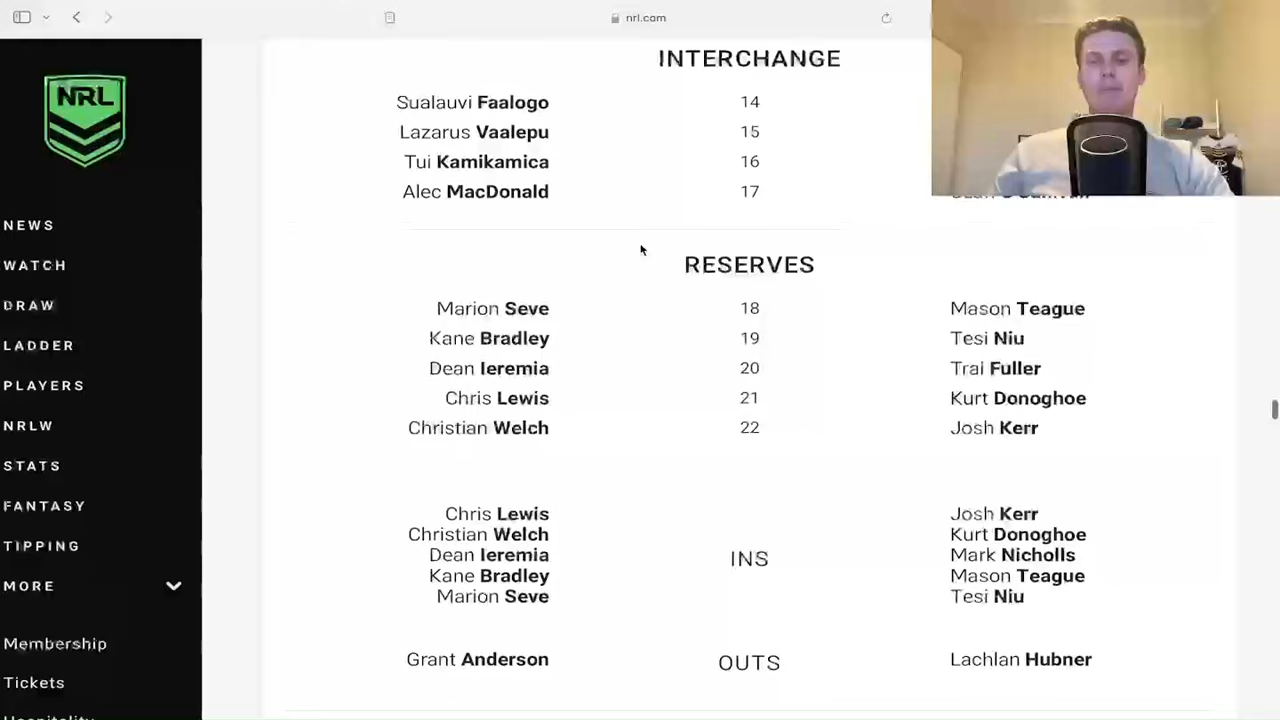 nrl.com
NRL
NEWS
WATCH
DRAW
LADDER
PLAYERS
NRLW
STATS
FANTASY
TIPPING
MORE
Membership
Tickets
INTERCHANGE
Sualauvi Faalogo 14
Lazarus Vaalepu 15
Tui Kamikamica 16
Alec MacDonald 17
RESERVES
Marion Seve 18 Mason Teague
Kane Bradley 19 Tesi Niu
Dean Ieremia 20 Trai Fuller
Chris Lewis 21 Kurt Donoghoe
Christian Welch 22 Josh Kerr
Chris Lewis Josh Kerr
Christian Welch Kurt Donoghoe
Dean Ieremia INS Mark Nicholls
Kane Bradley Mason Teague
Marion Seve Tesi Niu
Grant Anderson OUTS Lachlan Hubner